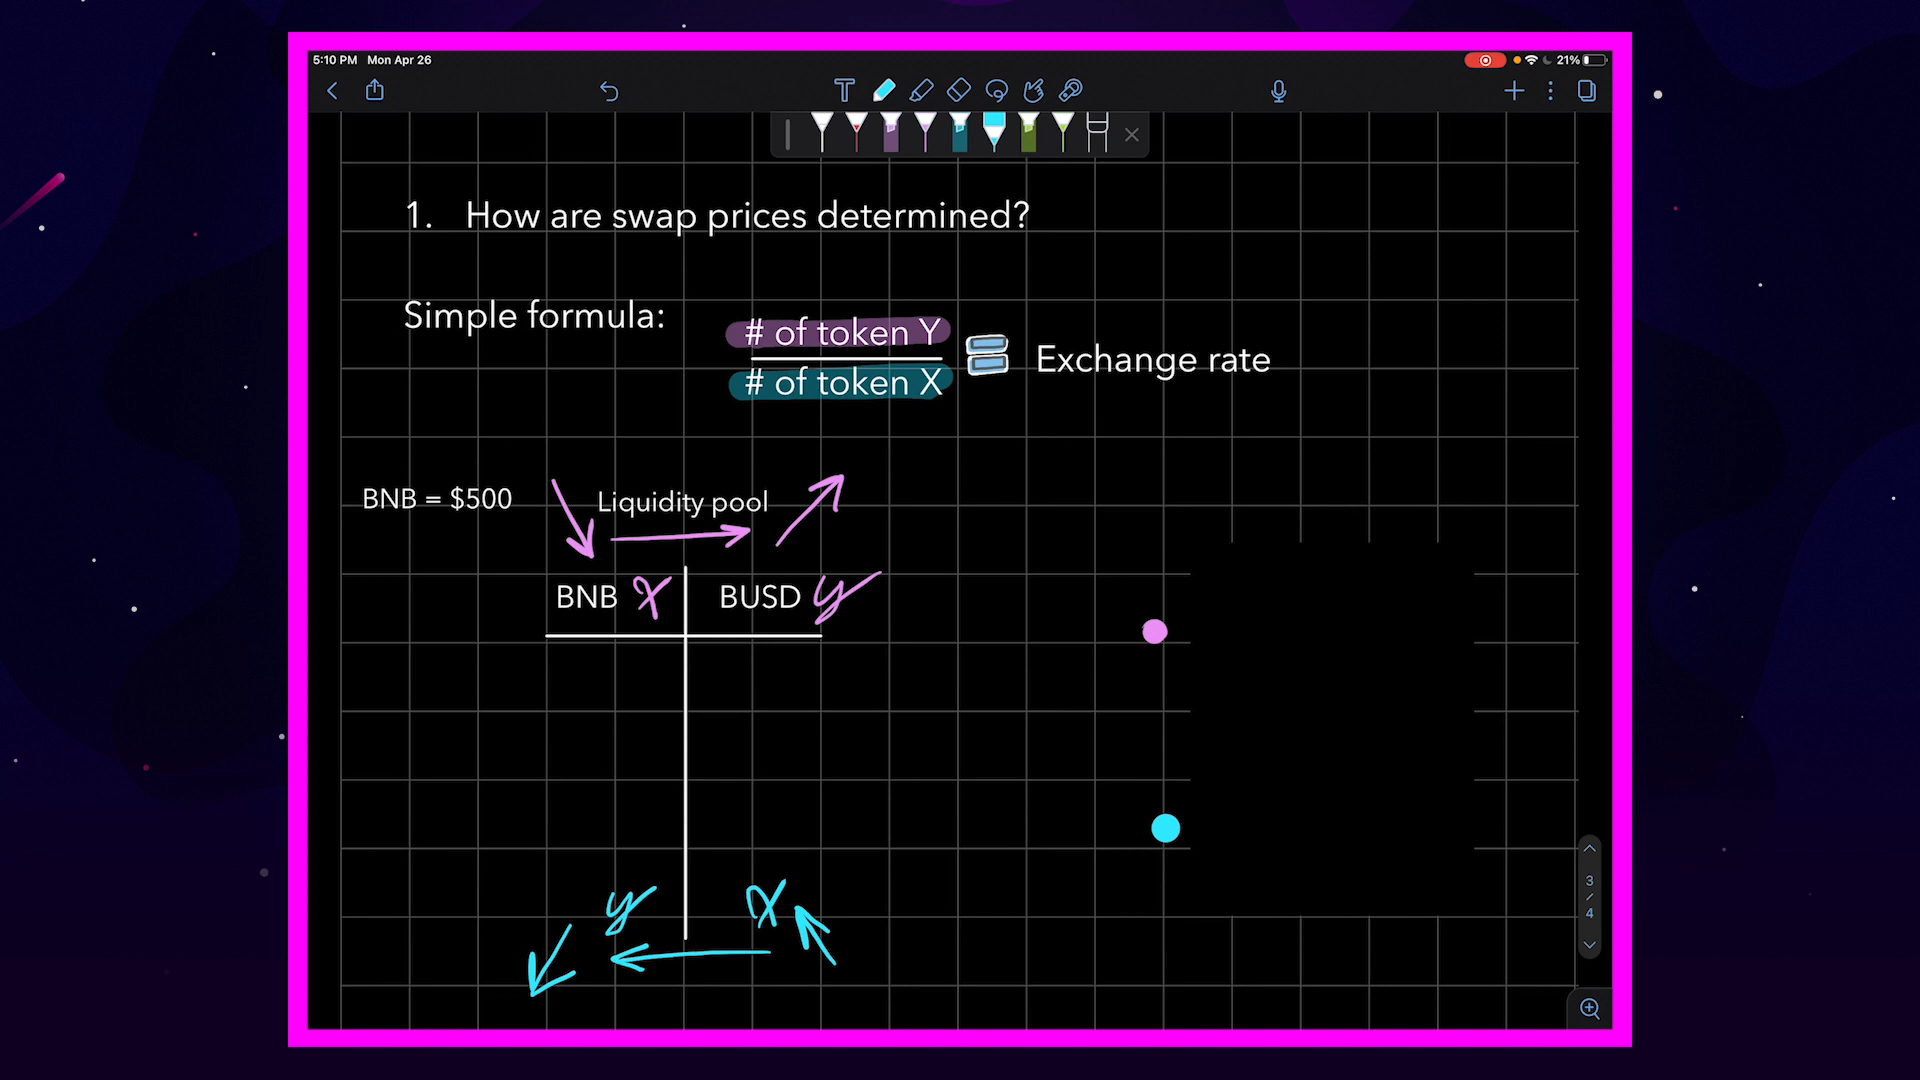 5:10 PM Mon Apr 26
21%
T
1. How are swap prices determined?
Simple formula:
# of token Y
# of token X
= Exchange rate
BNB = $500
Liquidity pool
BNB X
BUSD y
y
X
3
/
4